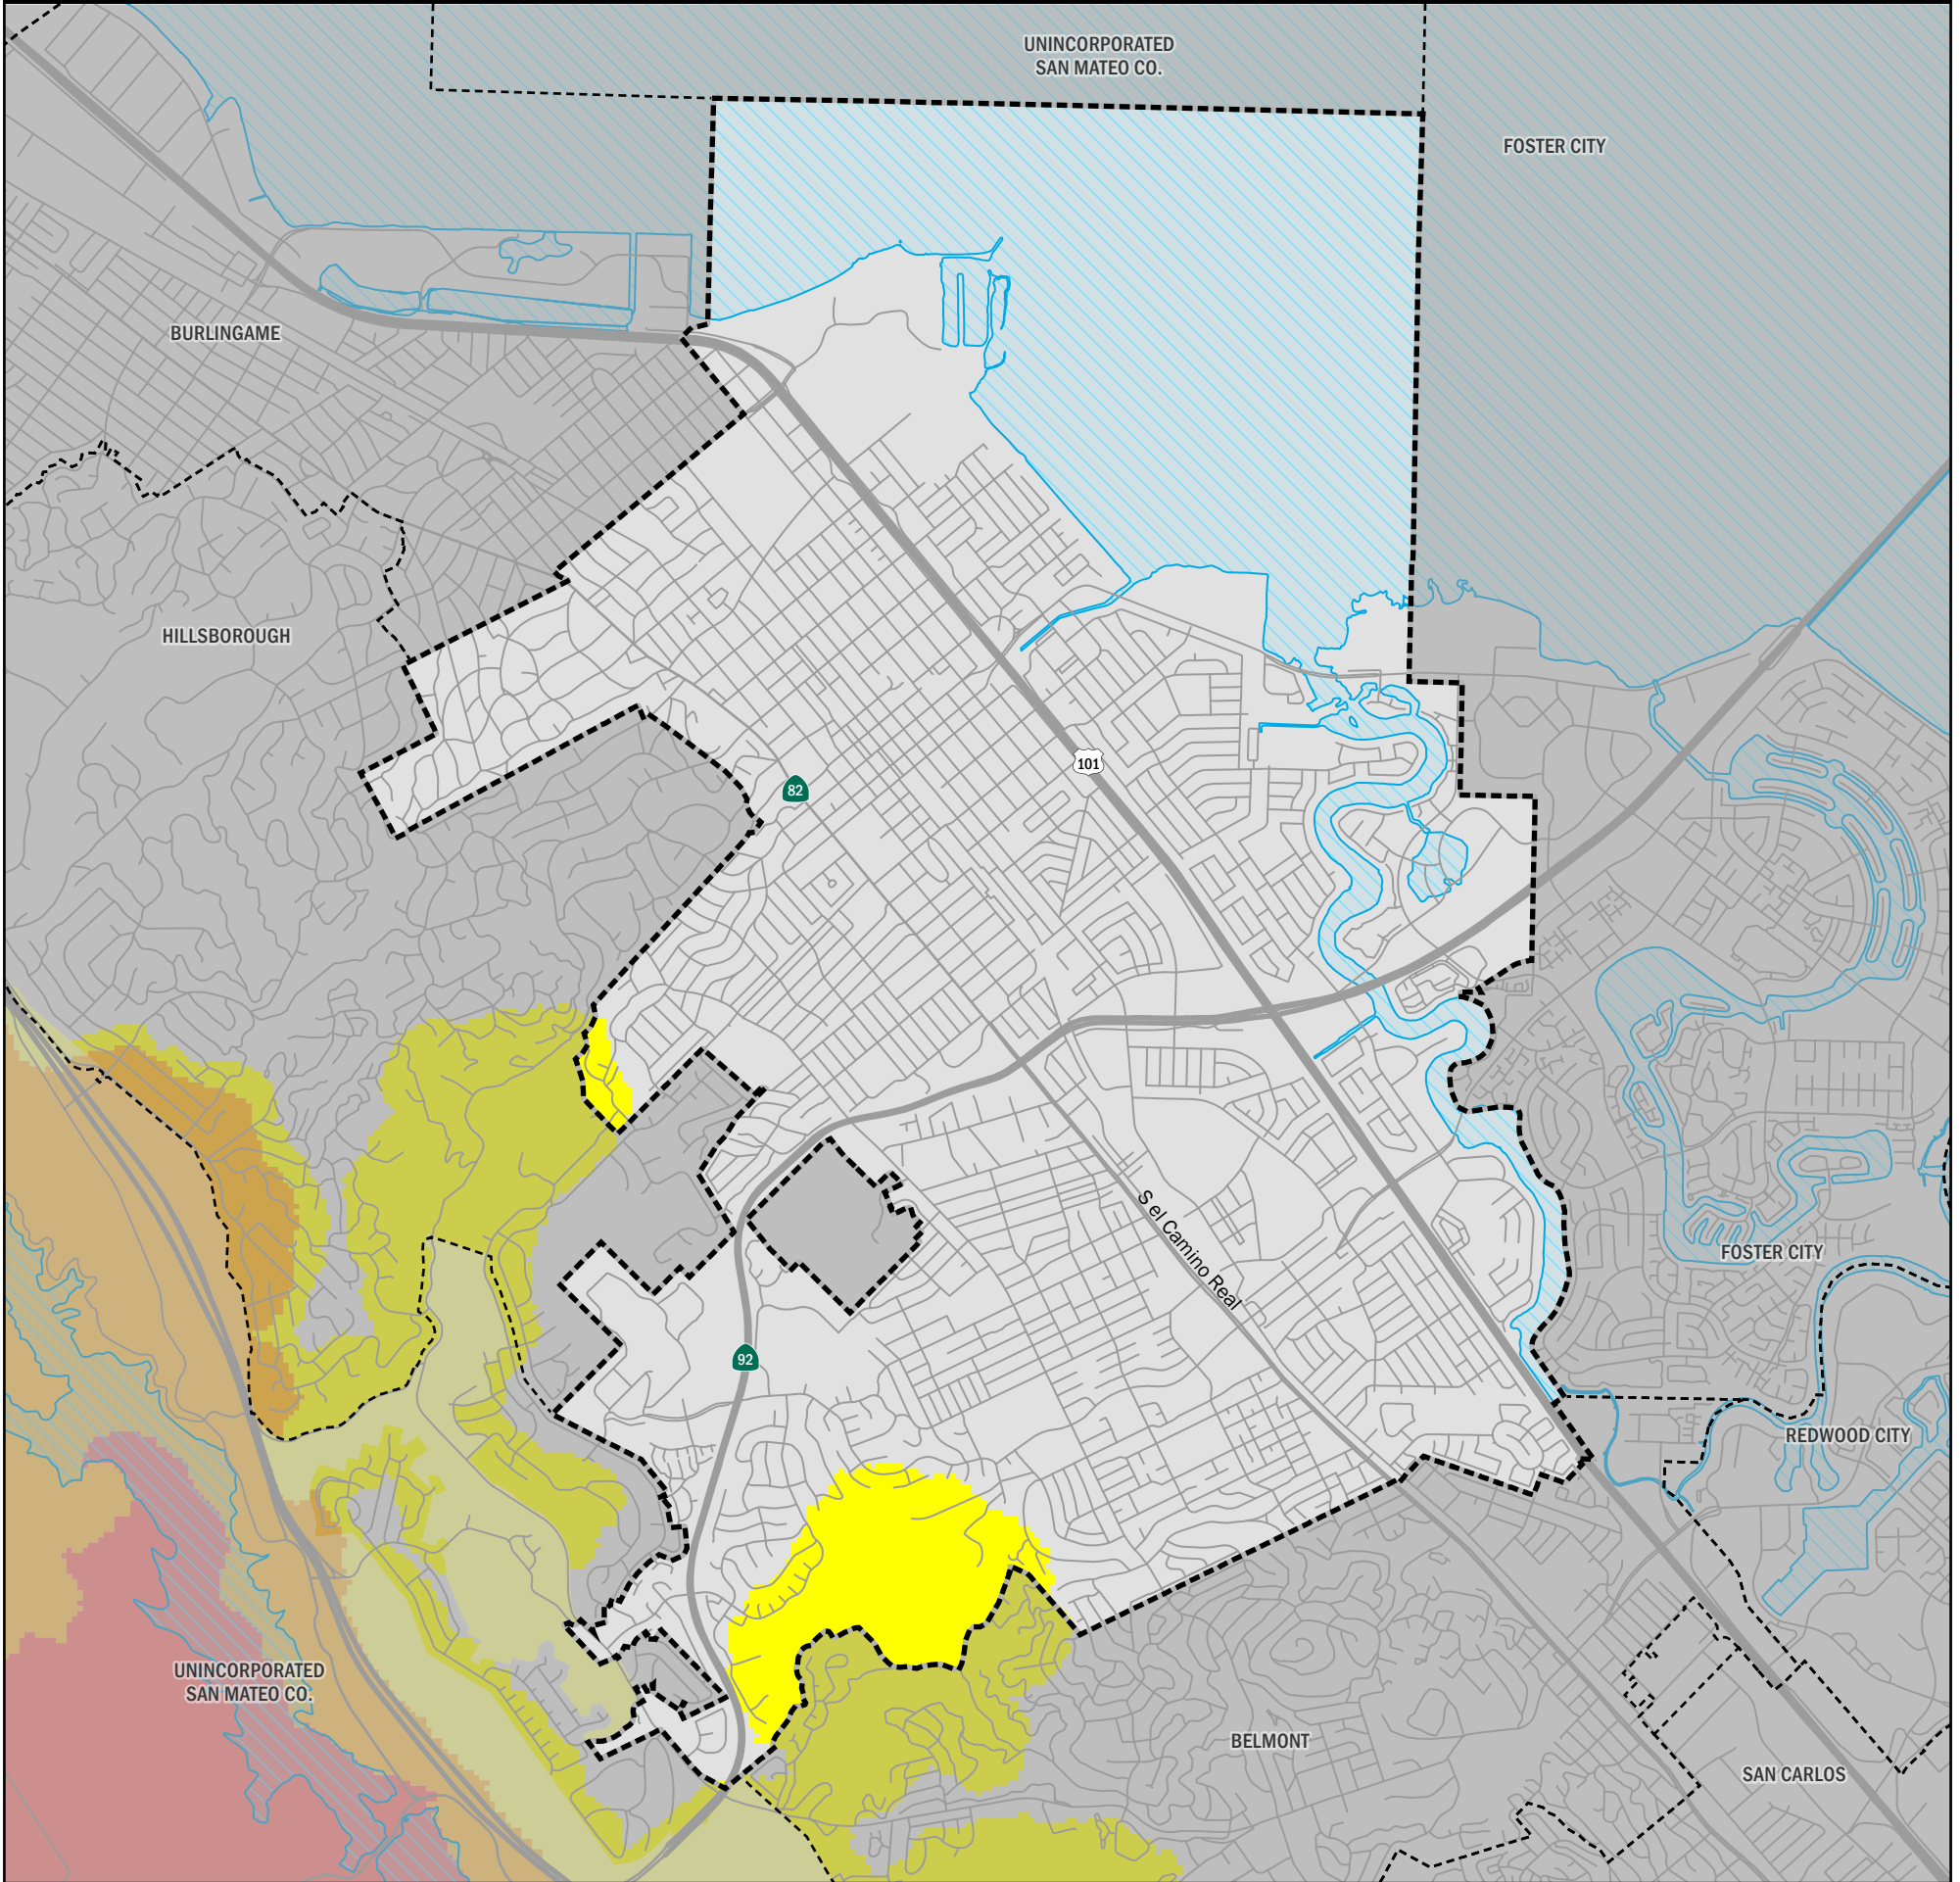 UNINCORPORATED
SAN MATEO CO.
FOSTER CITY
BURLINGAME
HILLSBOROUGH
101
82
S el Camino Real
FOSTER CITY
92
REDWOOD CITY
UNINCORPORATED
SAN MATEO CO.
BELMONT
SAN CARLOS